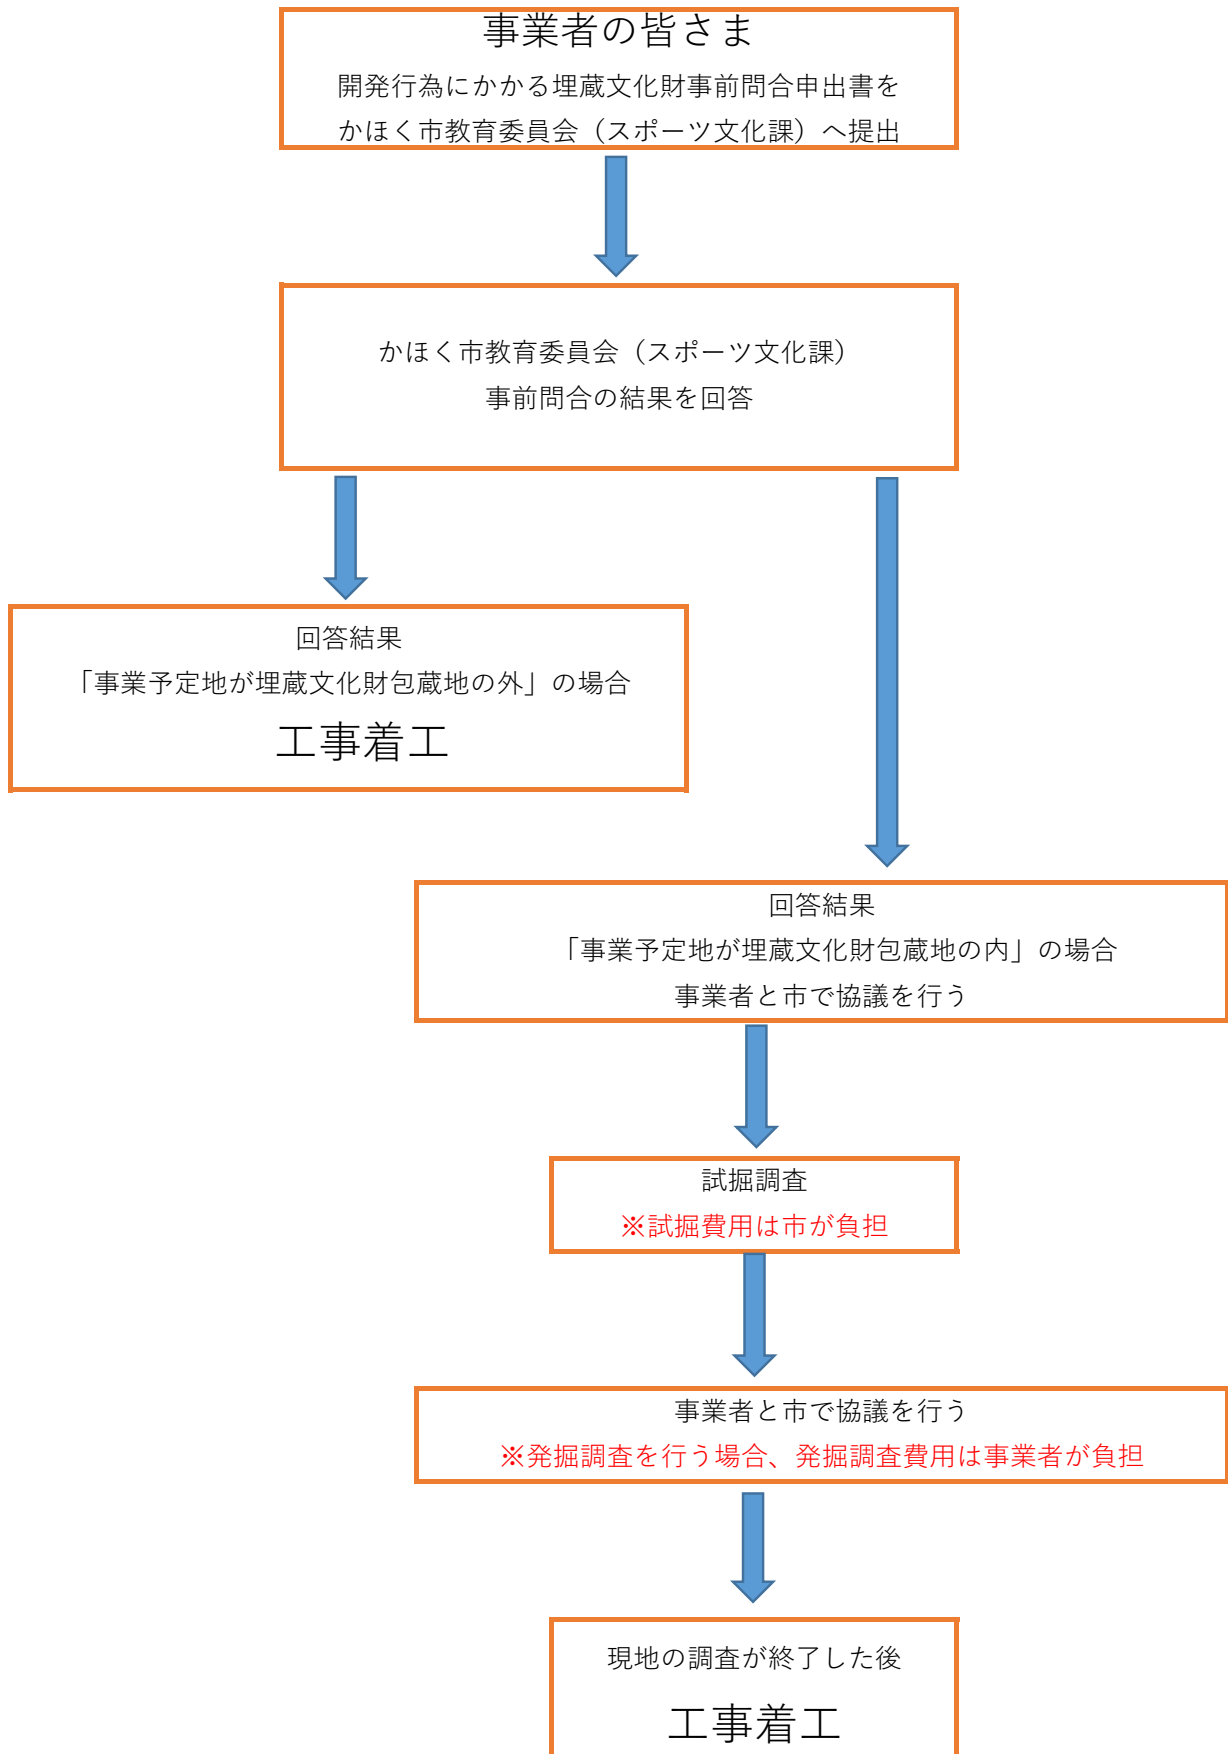 事業者の皆さま
開発行為にかかる埋蔵文化財事前問合申出書を
かほく市教育委員会（スポーツ文化課）へ提出
かほく市教育委員会（スポーツ文化課）
事前問合の結果を回答
回答結果
「事業予定地が埋蔵文化財包蔵地の外」の場合
工事着工
回答結果
「事業予定地が埋蔵文化財包蔵地の内」の場合
事業者と市で協議を行う
試掘調査
※試掘費用は市が負担
事業者と市で協議を行う
※発掘調査を行う場合、発掘調査費用は事業者が負担
現地の調査が終了した後
工事着工